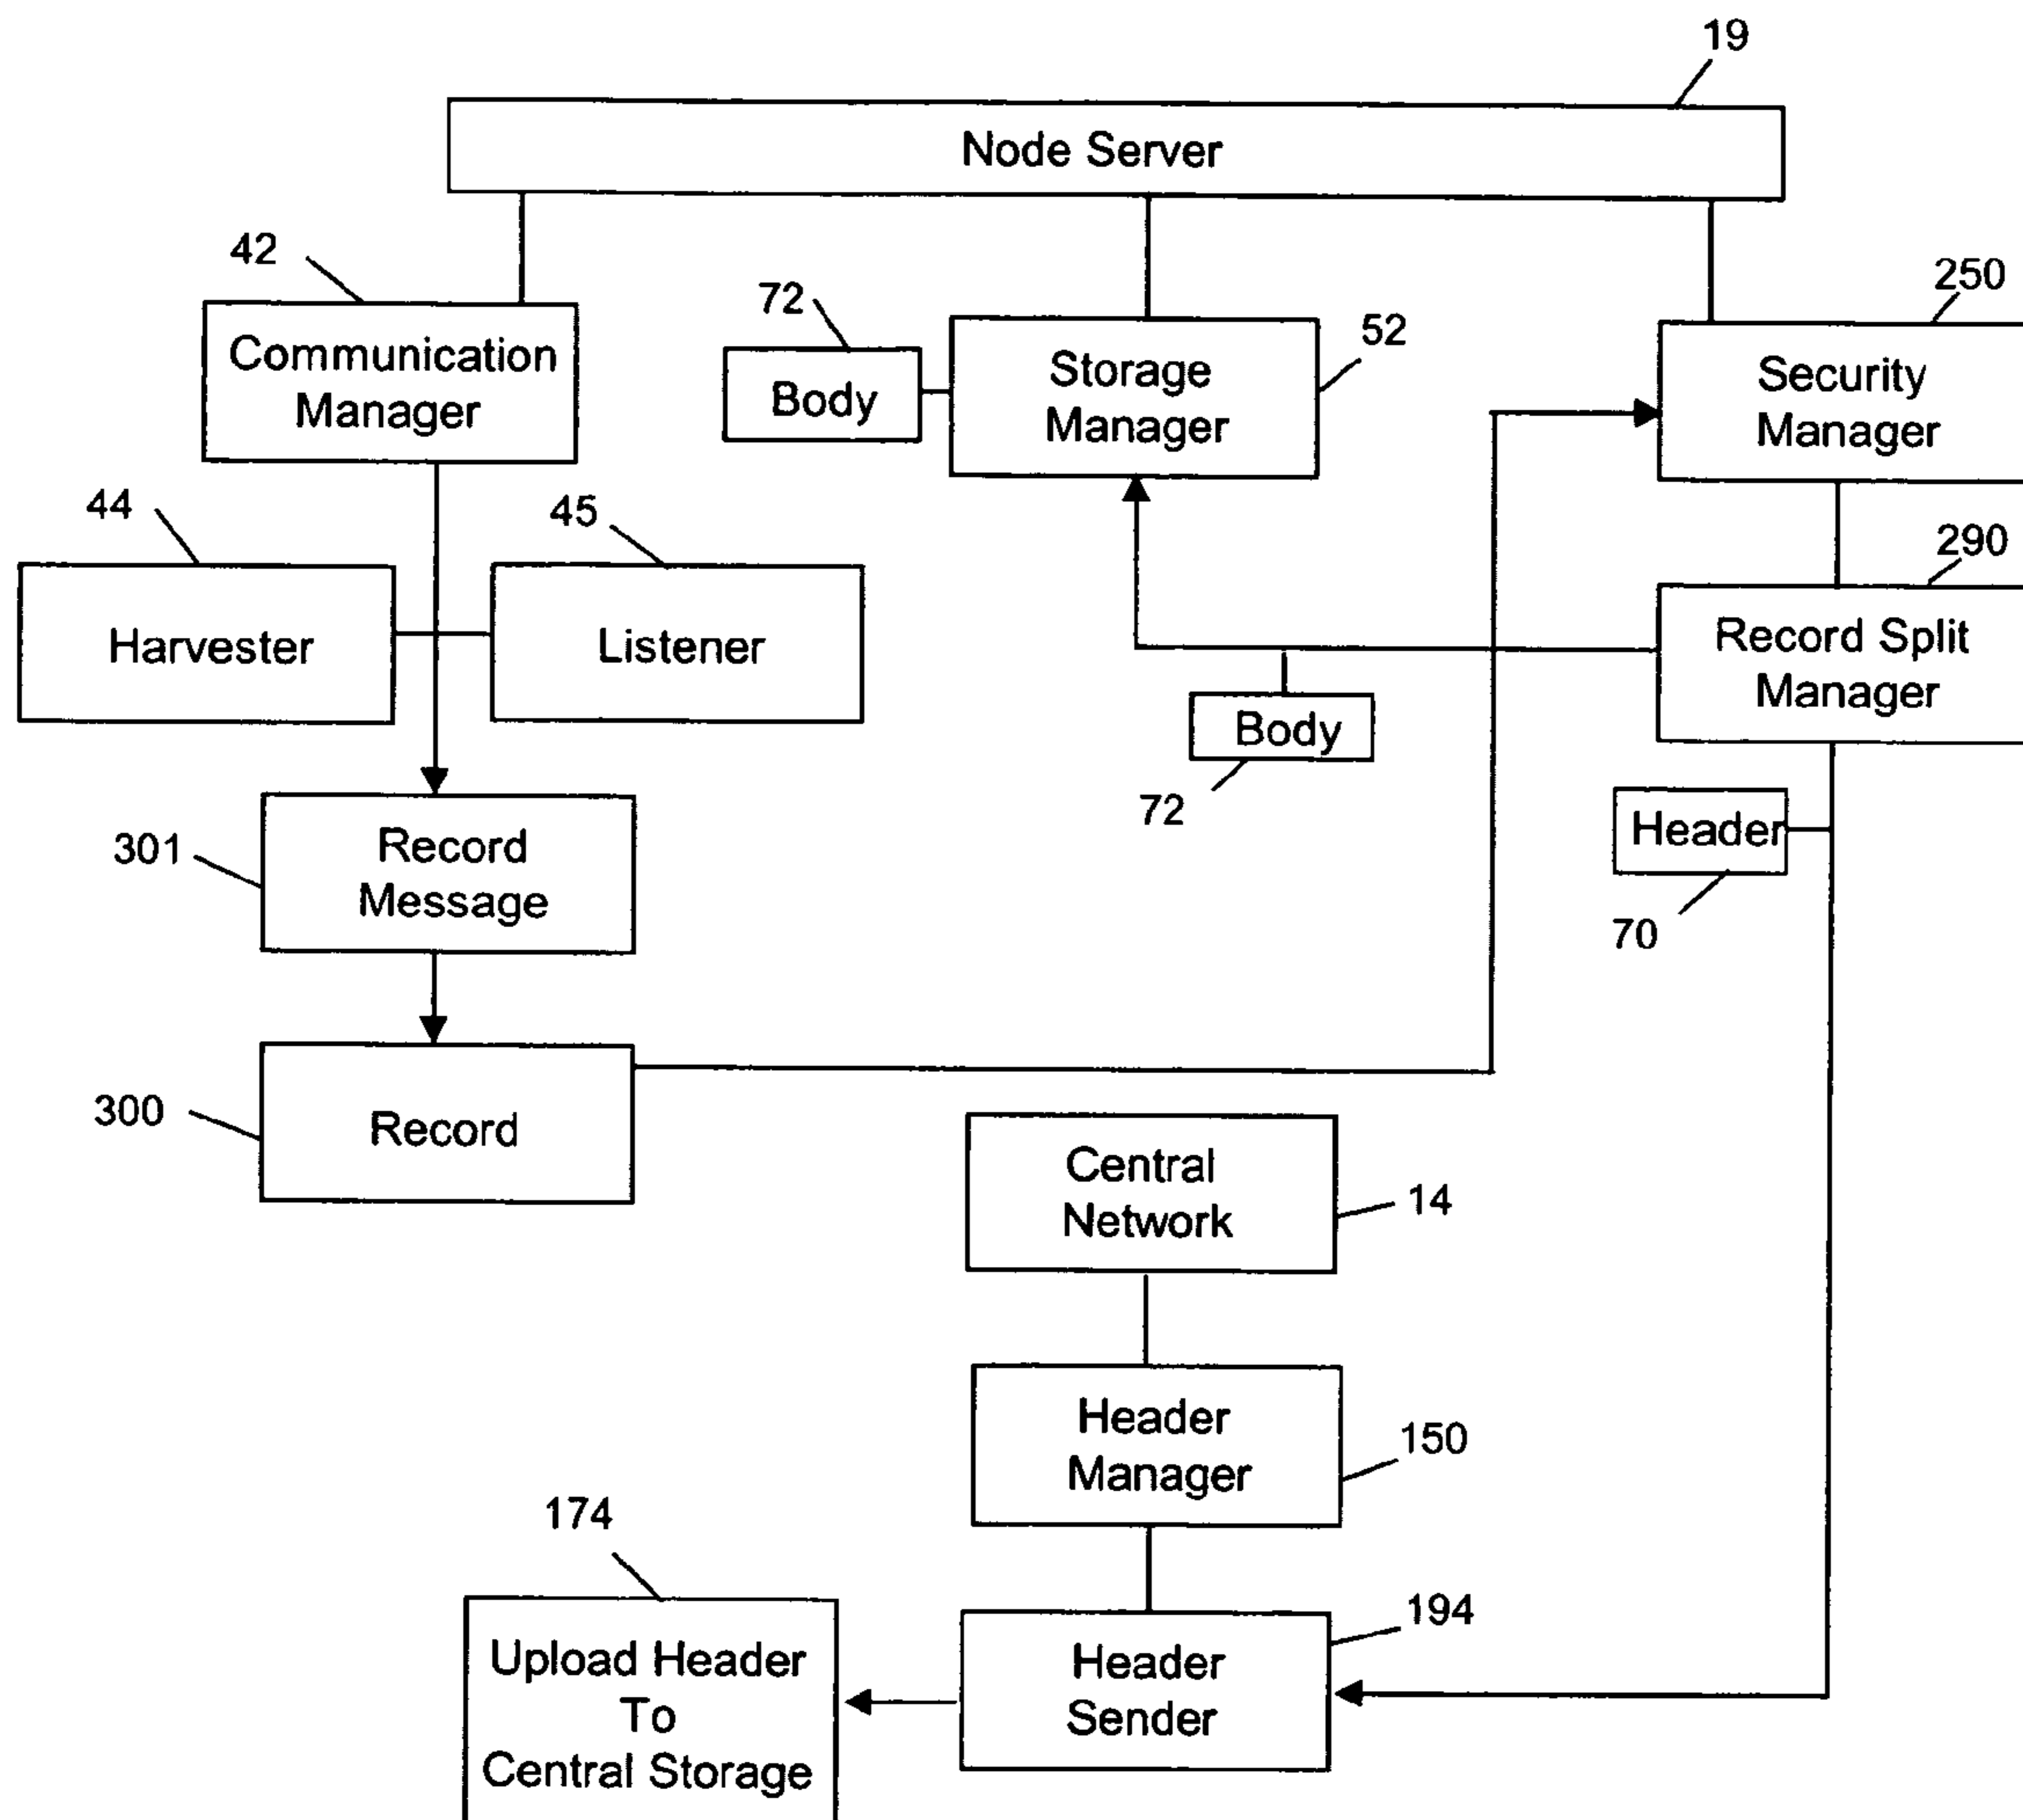 19
Node Server
42
250
72
52
Communication
Manager
Body
Storage
Manager
Security
Manager
44
45
290
Harvester
Listener
Record Split
Manager
Body
72
Header
70
301
Record
Message
300
Record
Central
Network
14
Header
Manager
150
174
194
Upload Header
To
Central Storage
Header
Sender